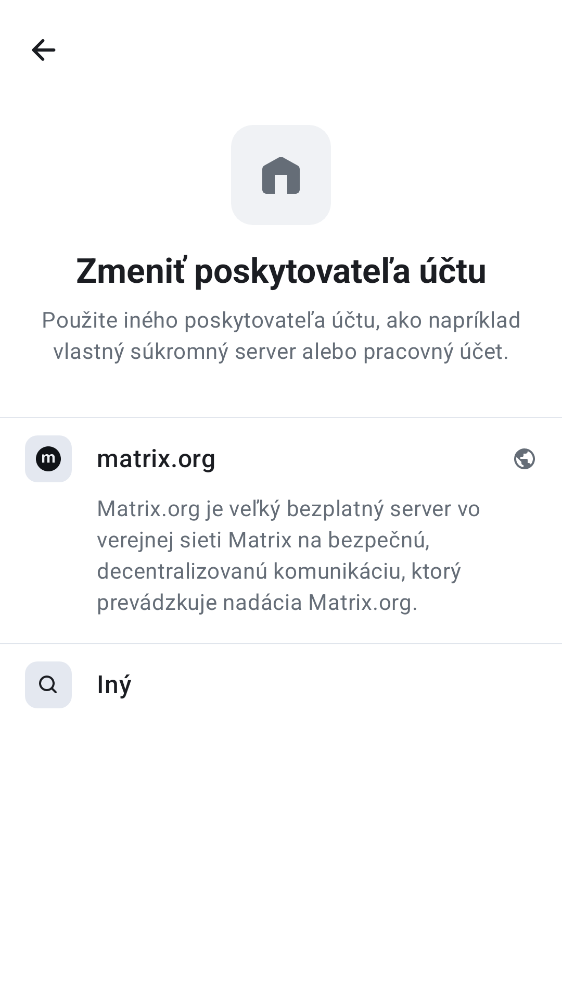 Zmeniť poskytovateľa účtu
Použite iného poskytovateľa účtu, ako napríklad
vlastný súkromný server alebo pracovný účet.
m
matrix.org
Matrix.org je veľký bezplatný server vo
verejnej sieti Matrix na bezpečnú,
decentralizovanú komunikáciu, ktorý
prevádzkuje nadácia Matrix.org.
Iný